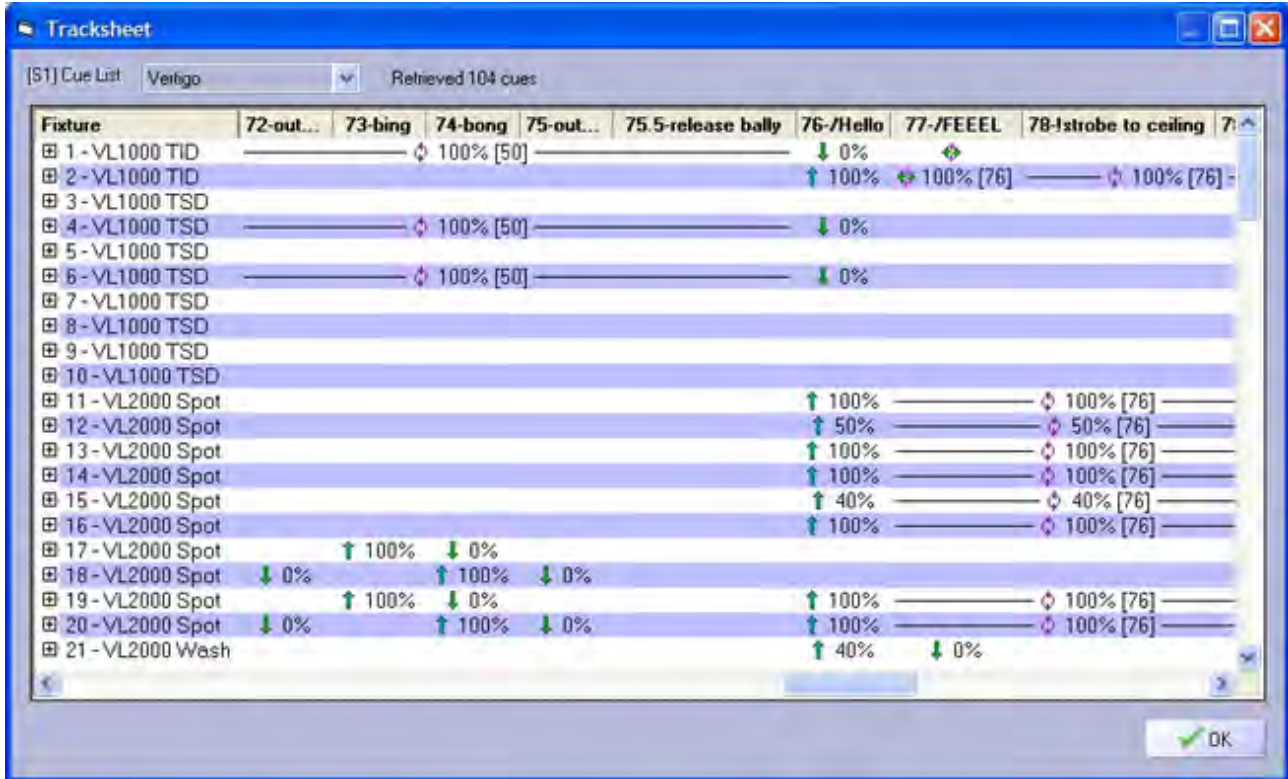 Tracksheet
[S1] Cue List Vertigo Retrieved 104 cues
Fixture 72-out... 73-bing 74-bong 75-out... 75.5-release bally 76-/Hello 77-/FEEEL 78-!strobe to ceiling
1 - VL1000 TID 100% [50] 0%
2 - VL1000 TID 100% 100% [76] 100% [76]
3 - VL1000 TSD
4 - VL1000 TSD 100% [50] 0%
5 - VL1000 TSD
6 - VL1000 TSD 100% [50] 0%
7 - VL1000 TSD
8 - VL1000 TSD
9 - VL1000 TSD
10 - VL1000 TSD
11 - VL2000 Spot 100% 100% [76]
12 - VL2000 Spot 50% 50% [76]
13 - VL2000 Spot 100% 100% [76]
14 - VL2000 Spot 100% 100% [76]
15 - VL2000 Spot 40% 40% [76]
16 - VL2000 Spot 100% 100% [76]
17 - VL2000 Spot 100% 0%
18 - VL2000 Spot 0% 100% 0%
19 - VL2000 Spot 100% 0% 100% 100% [76]
20 - VL2000 Spot 0% 100% 0% 100% 100% [76]
21 - VL2000 Wash 40% 0%
OK